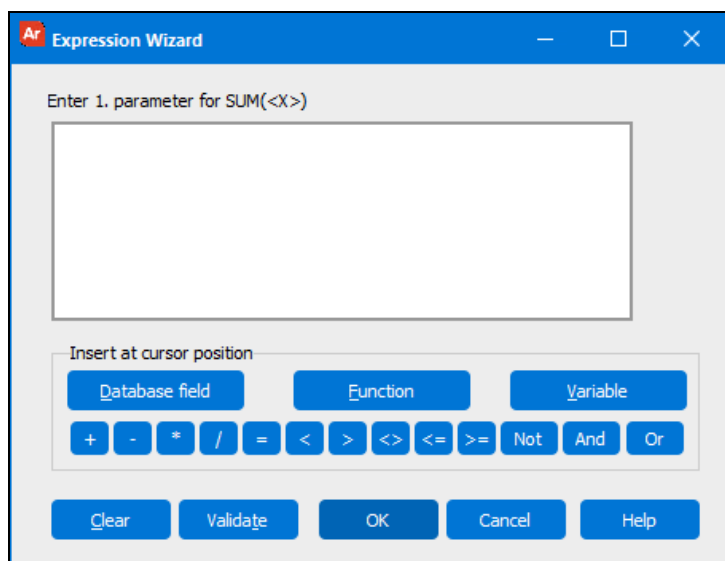 Ar Expression Wizard
Enter 1. parameter for SUM(<X>)
Insert at cursor position
Database field Function Variable
+ - * / = < > <> <= >= Not And Or
Clear Validate OK Cancel Help